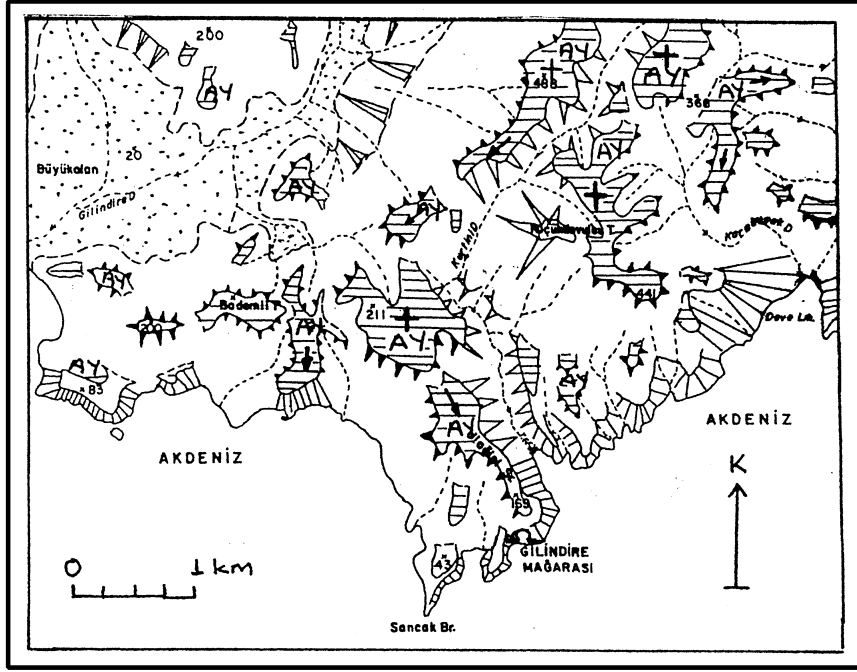 200
AY
AY
488
AY
AY
368
20
Büyükalan
Gilindire D
AY
AY
AY
AY
Bademli T.
200
211
AY
AY
441
Deve Lm.
AY
83
AY
AY
AKDENİZ
AKDENİZ
K
169
0
1 km
43
GİLİNDİRE
MAĞARASI
Sancak Br.